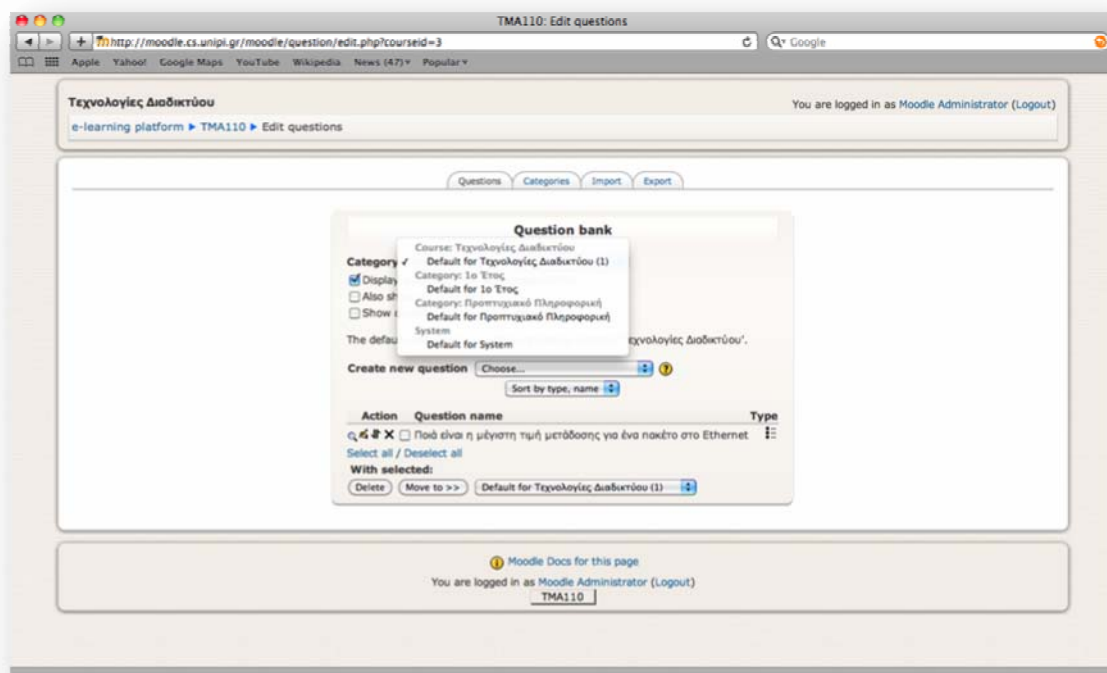 TMA110: Edit questions
http://moodle.cs.unipi.gr/moodle/question/edit.php?courseid=3
Google
Apple Yahoo! Google Maps YouTube Wikipedia News (47) Popular
Τεχνολογίες Διαδικτύου
You are logged in as Moodle Administrator (Logout)
e-learning platform ► TMA110 ► Edit questions
Questions Categories Import Export
Question bank
Course: Τεχνολογίες Διαδικτύου
Category ✓ Default for Τεχνολογίες Διαδικτύου (1)
Display
Category: 1ο Έτος
Also sh
Default for 1ο Έτος
Category: Προπτυχιακό Πληροφορική
Show
Default for Προπτυχιακό Πληροφορική
System
The defau
εχνολογίες Διαδικτύου'.
Default for System
Create new question Choose...
Sort by type, name
Action Question name Type
Ποιά είναι η μέγιστη τιμή μετάδοσης για ένα πακέτο στο Ethernet
Select all / Deselect all
With selected:
Delete Move to >> Default for Τεχνολογίες Διαδικτύου (1)
Moodle Docs for this page
You are logged in as Moodle Administrator (Logout)
TMA110